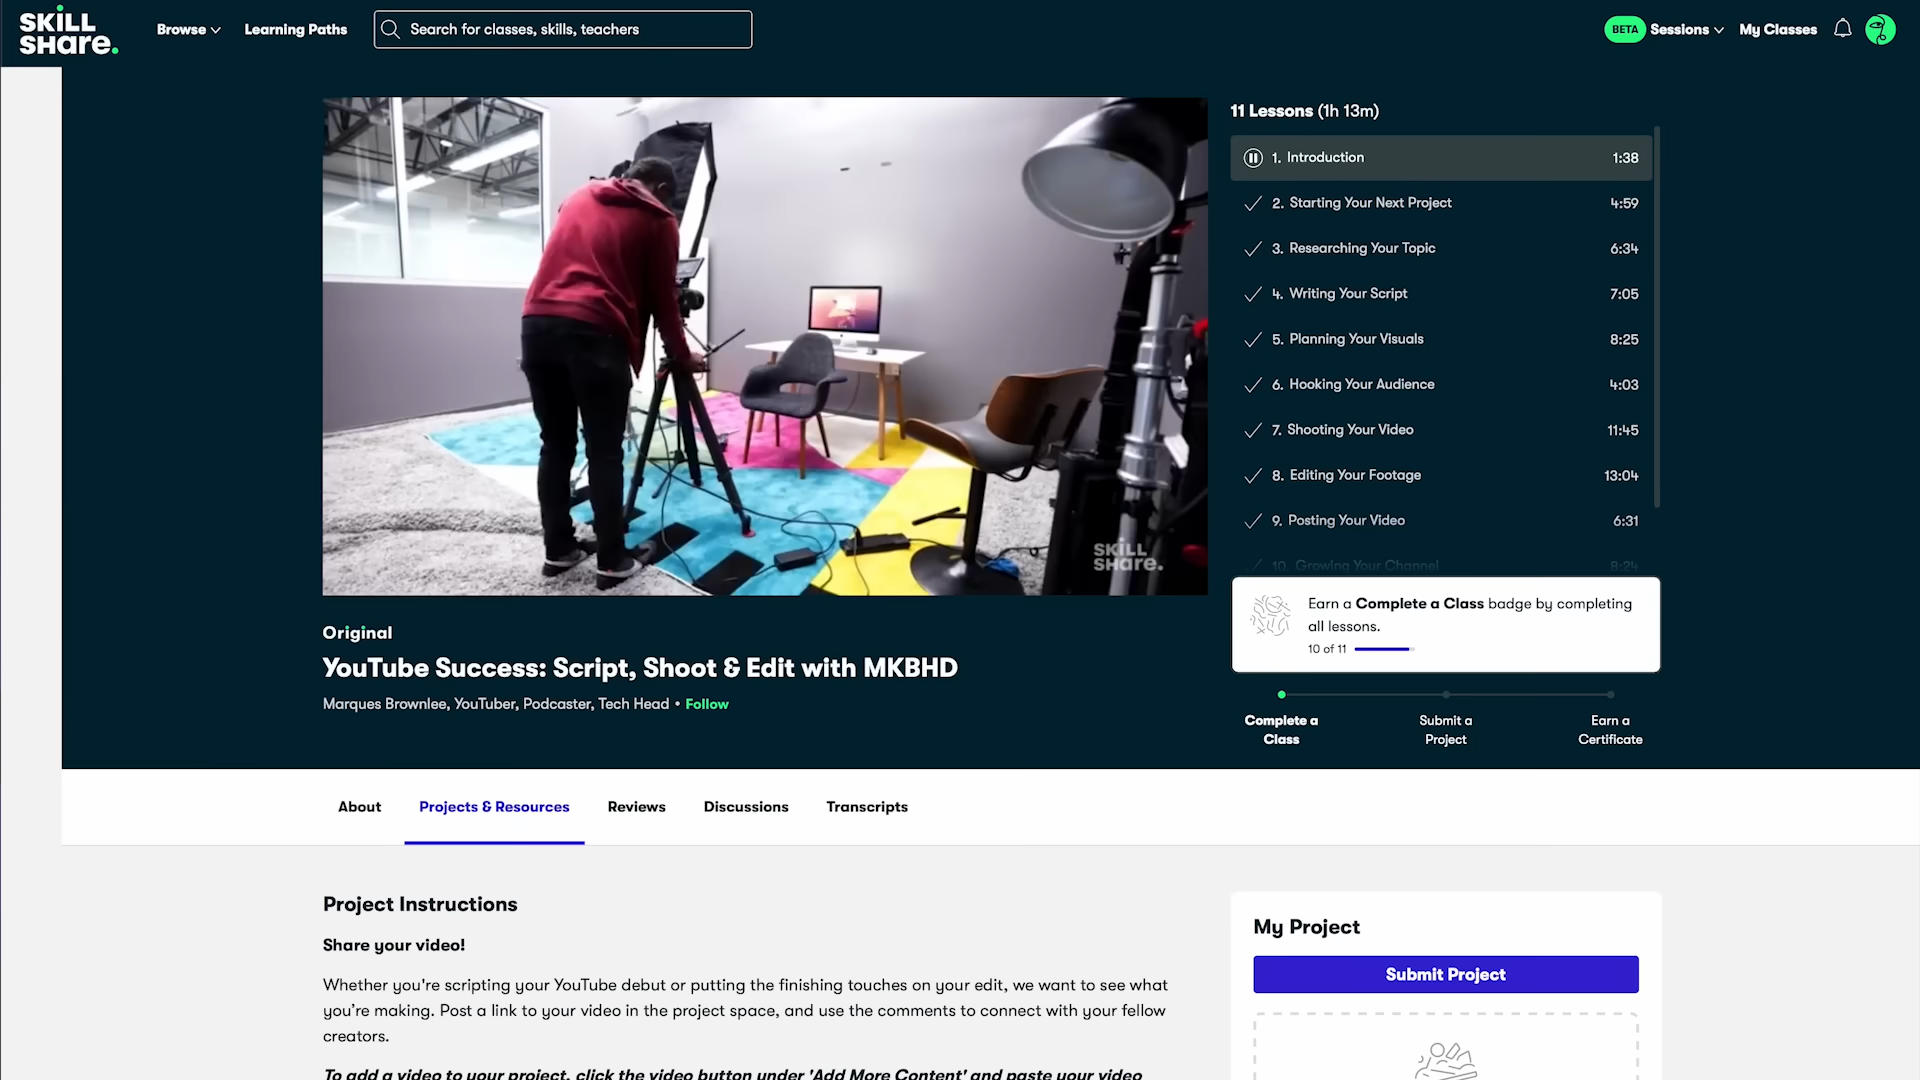 SKILL
SHare.
Browse
Learning Paths
Search for classes, skills, teachers
BETA
Sessions
My Classes
11 Lessons (1h 13m)
1. Introduction 1:38
2. Starting Your Next Project 4:59
3. Researching Your Topic 6:34
4. Writing Your Script 7:05
5. Planning Your Visuals 8:25
6. Hooking Your Audience 4:03
7. Shooting Your Video 11:45
8. Editing Your Footage 13:04
9. Posting Your Video 6:31
10. Growing Your Channel 8:24
SKILL
SHare.
Earn a Complete a Class badge by completing
all lessons.
10 of 11
Original
YouTube Success: Script, Shoot & Edit with MKBHD
Marques Brownlee, YouTuber, Podcaster, Tech Head • Follow
Complete a
Class
Submit a
Project
Earn a
Certificate
About
Projects & Resources
Reviews
Discussions
Transcripts
Project Instructions
Share your video!
Whether you're scripting your YouTube debut or putting the finishing touches on your edit, we want to see what
you're making. Post a link to your video in the project space, and use the comments to connect with your fellow
creators.
To add a video to your project, click the video button under 'Add More Content' and paste your video
My Project
Submit Project